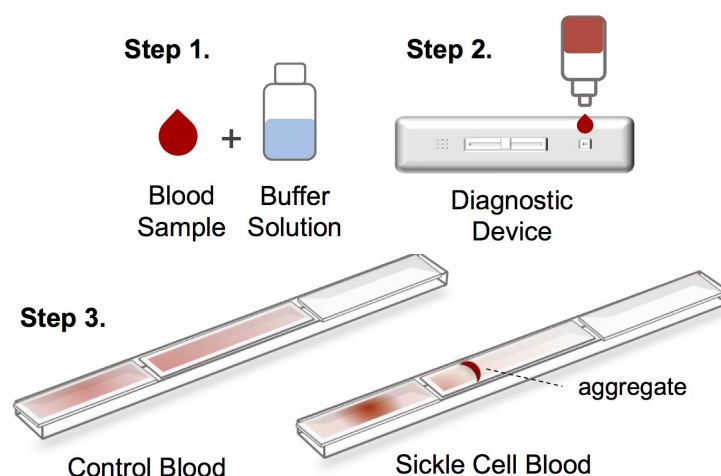 Step 1.
Blood
Sample
+
Buffer
Solution
Step 2.
Diagnostic
Device
Step 3.
Control Blood
aggregate
Sickle Cell Blood